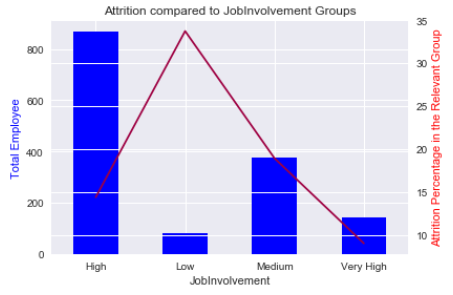 Attrition compared to JobInvolvement Groups
Total Employee
800
600
400
200
0
High
Low
Medium
Very High
JobInvolvement
35
30
25
20
15
10
Attrition Percentage in the Relevant Group